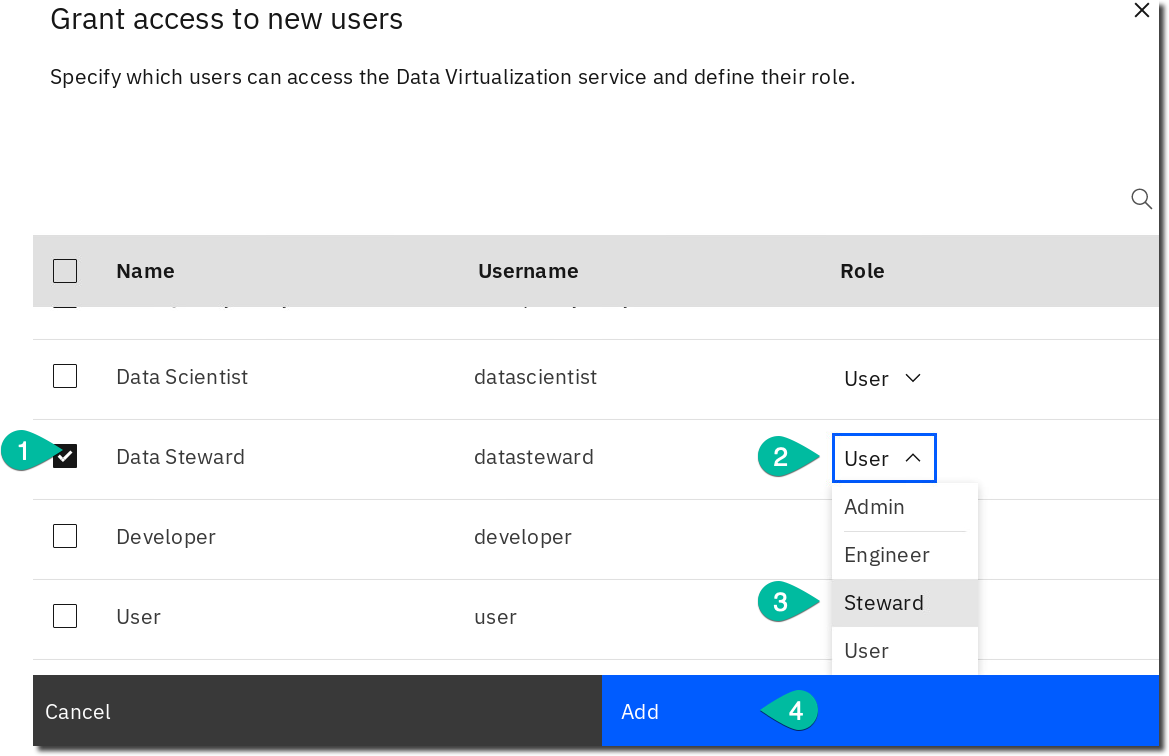 Grant access to new users
Specify which users can access the Data Virtualization service and define their role.
Name Username Role
Data Scientist datascientist User
1 Data Steward datasteward 2 User
Admin
Developer developer
Engineer
3 Steward
User user
User
Cancel Add 4